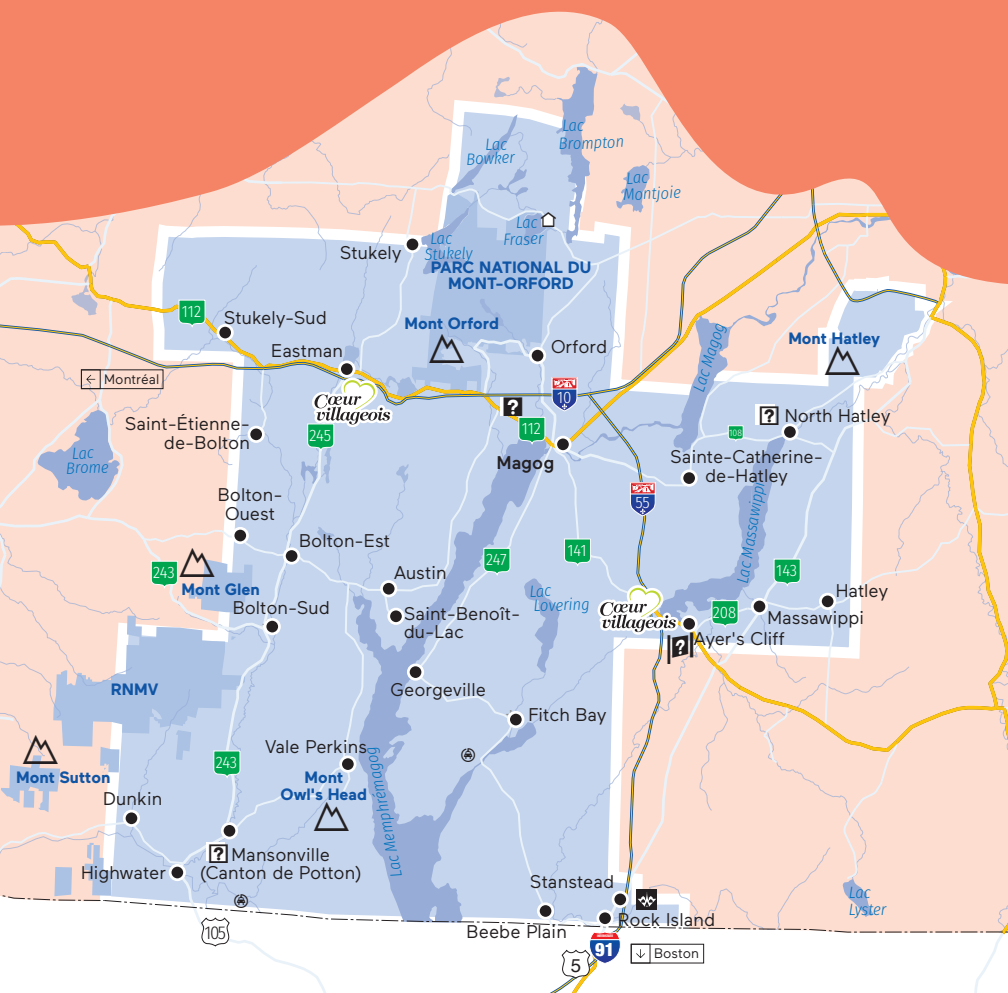 Lac
Brompton
Lac
Bowker
Lac
Montjoie
Lac
Fraser
Stukely
Lac
Stukely
PARC NATIONAL DU
MONT-ORFORD
112
Stukely-Sud
Mont Orford
Eastman
Orford
Lac Magog
Mont Hatley
← Montréal
Cœur
villageois
?
10
112
108
? North Hatley
Saint-Étienne-
de-Bolton
245
Magog
Sainte-Catherine-
de-Hatley
Lac
Brome
55
Bolton-
Ouest
Lac Massawippi
Bolton-Est
243
Mont Glen
247
141
143
Austin
Lac
Lovering
Cœur
villageois
Hatley
Bolton-Sud
Saint-Benoît-
du-Lac
208
Massawippi
? Ayer's Cliff
RNMV
Georgeville
Fitch Bay
Mont Sutton
243
Vale Perkins
Mont
Owl's Head
Lac Memphremagog
Dunkin
? Mansonville
(Canton de Potton)
Highwater
Stanstead
Lac
Lyster
105
Beebe Plain
Rock Island
91
5
↓ Boston